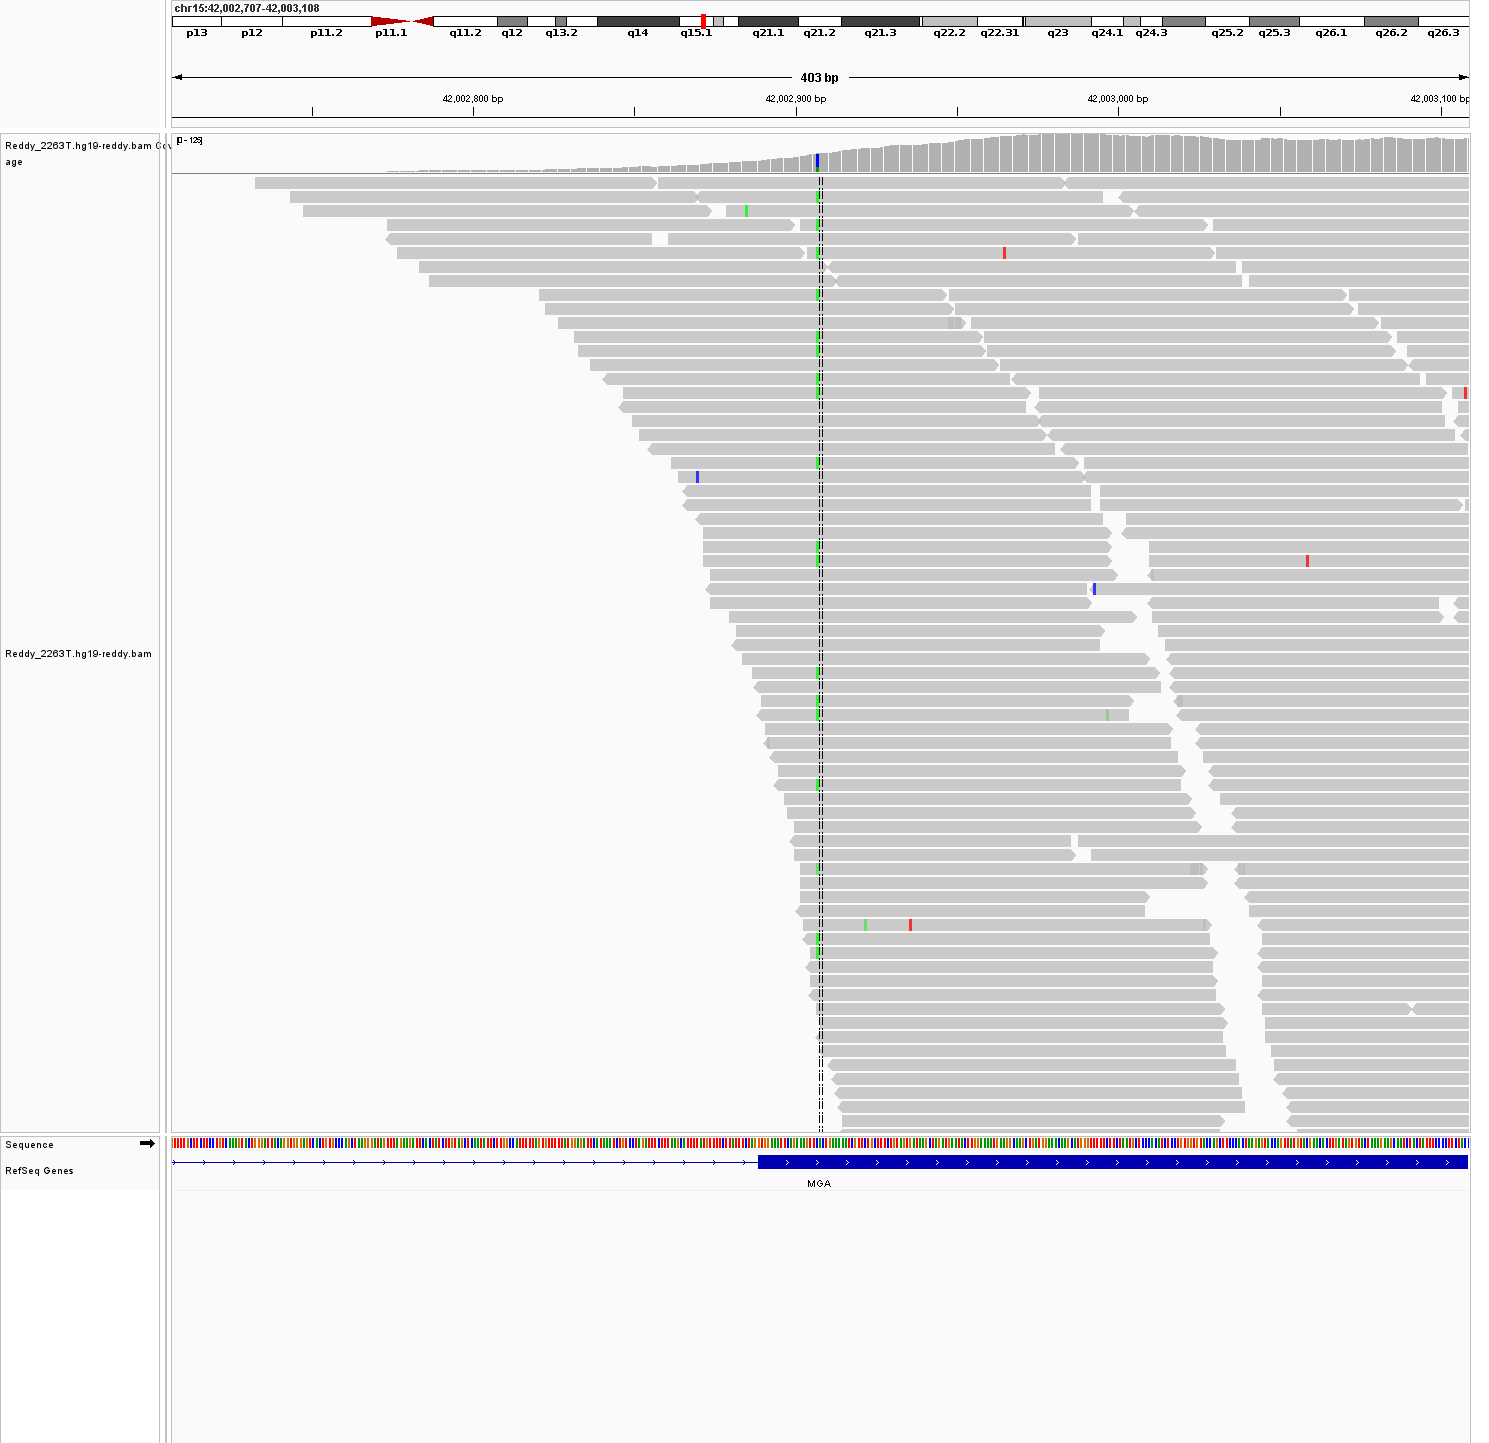 chr15:42,002,707-42,003,108
p13 p12 p11.2 p11.1 q11.2 q12 q13.2 q14 q15.1 q21.1 q21.2 q21.3 q22.2 q22.31 q23 q24.1 q24.3 q25.2 q25.3 q26.1 q26.2 q26.3
403 bp
42,002,800 bp 42,002,900 bp 42,003,000 bp 42,003,100 bp
[0 - 125]
Reddy_2263T.hg19-reddy.bam Cov
age
Reddy_2263T.hg19-reddy.bam
Sequence
RefSeq Genes
MGA